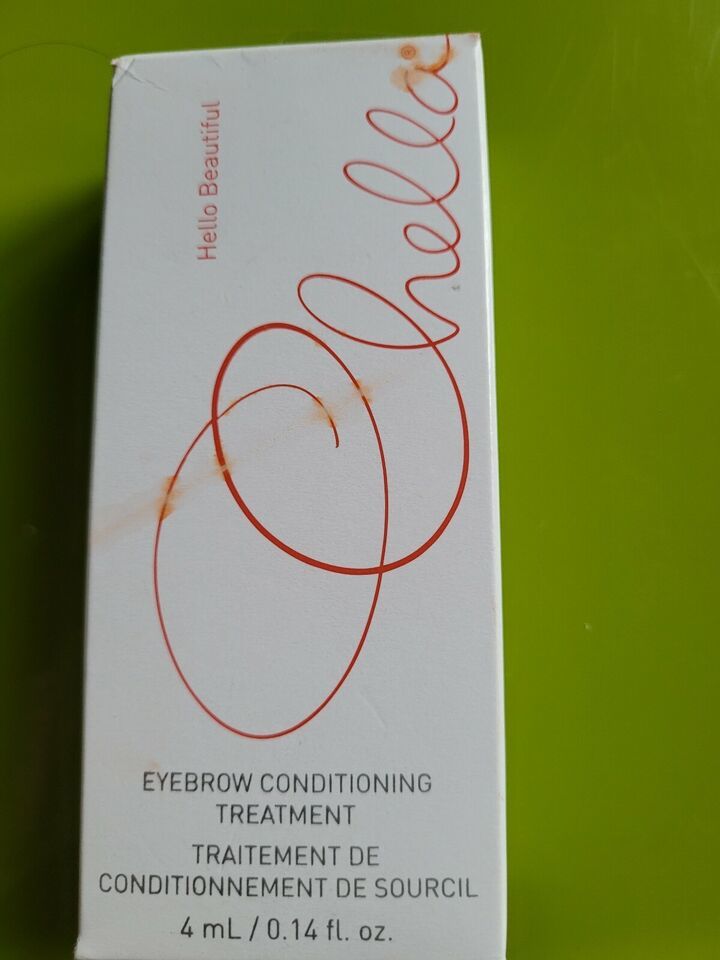 Hello Beautiful
Chella®
EYEBROW CONDITIONING
TREATMENT
TRAITEMENT DE
CONDITIONNEMENT DE SOURCIL
4 mL / 0.14 fl. oz.